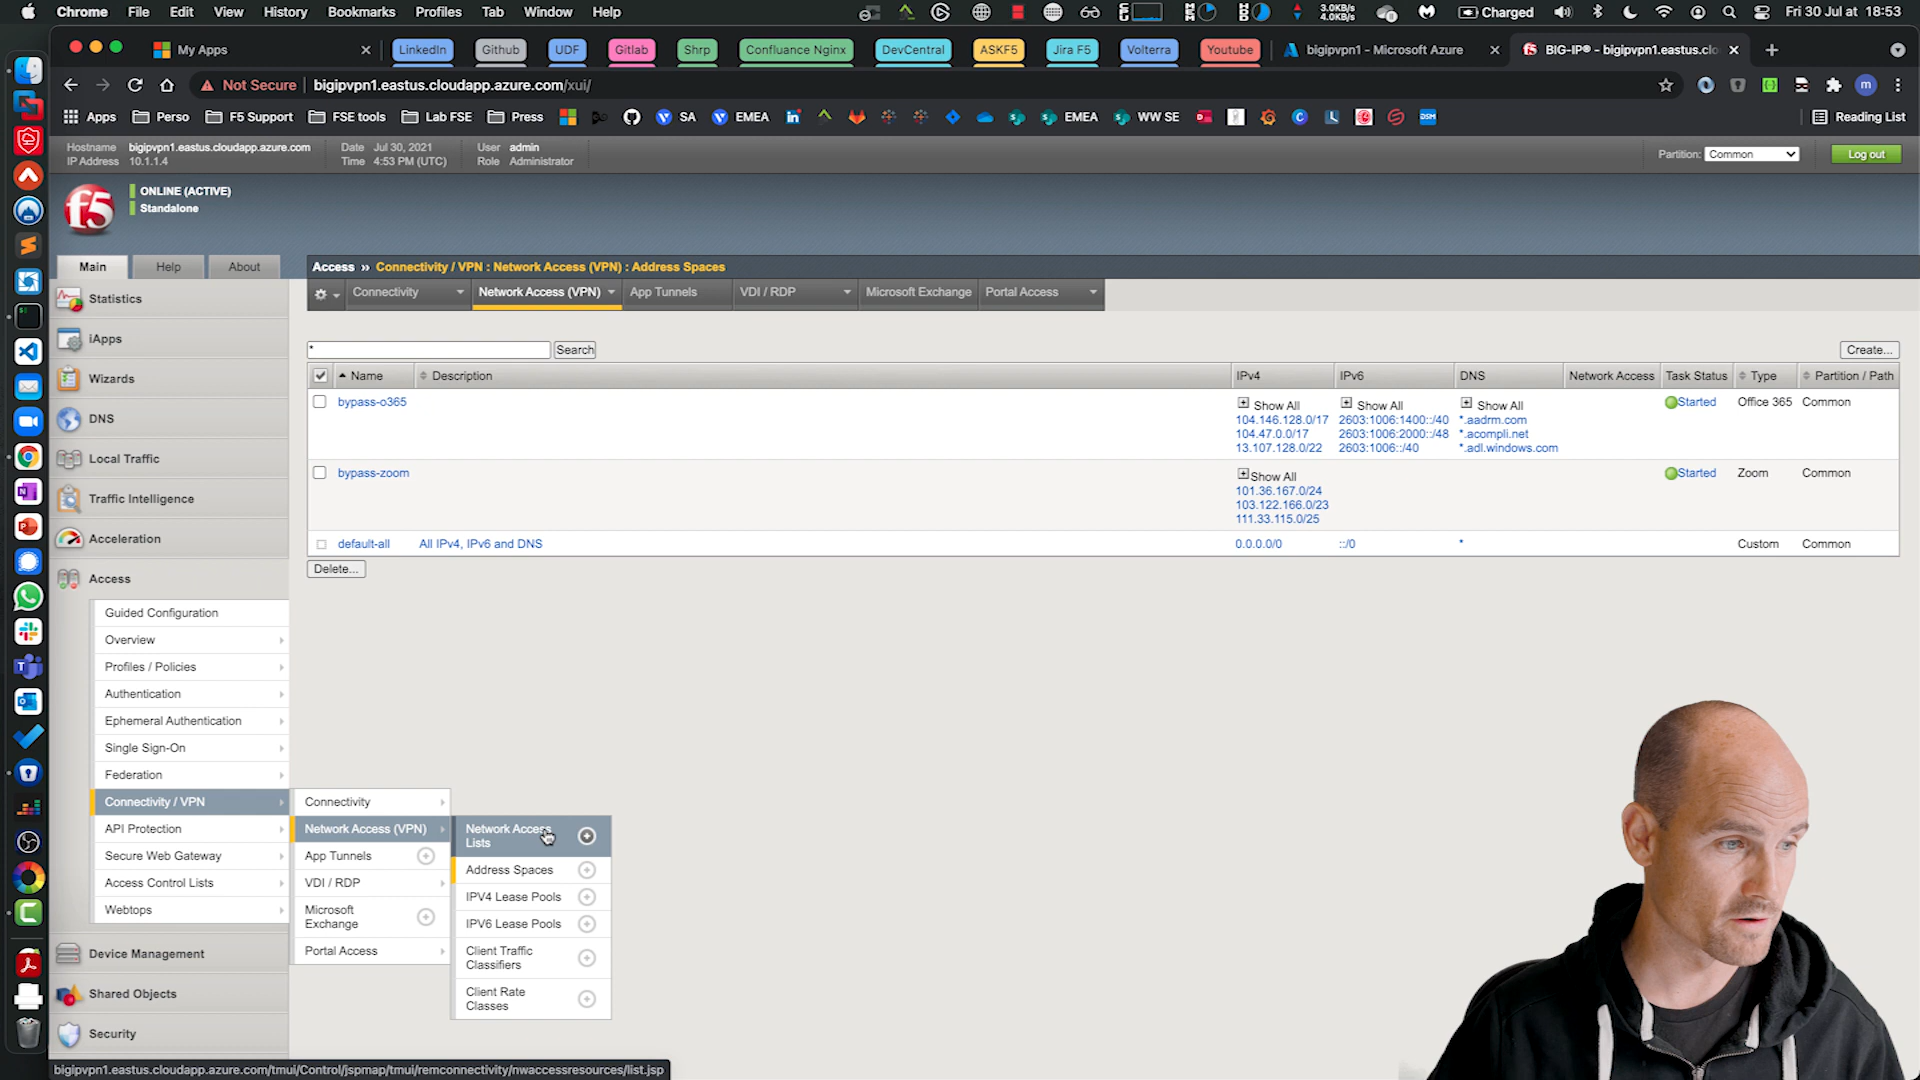 Chrome File Edit View History Bookmarks Profiles Tab Window Help
3.0KB/s
4.0KB/s
Charged
Fri 30 Jul at 18:53
My Apps
LinkedIn Github UDF Gitlab Shrp Confluance Nginx DevCentral ASKF5 Jira F5 Volterra Youtube
bigipvpn1 - Microsoft Azure
BIG-IP® - bigipvpn1.eastus.clo
Not Secure bigipvpn1.eastus.cloudapp.azure.com/xui/
Apps Perso F5 Support FSE tools Lab FSE Press SA EMEA EMEA WW SE Reading List
Hostname bigipvpn1.eastus.cloudapp.azure.com Date Jul 30, 2021 User admin
IP Address 10.1.1.4 Time 4:53 PM (UTC) Role Administrator
Partition: Common Log out
f5
ONLINE (ACTIVE)
Standalone
Main Help About
Access » Connectivity / VPN : Network Access (VPN) : Address Spaces
Connectivity Network Access (VPN) App Tunnels VDI / RDP Microsoft Exchange Portal Access
* Search Create...
Name Description IPv4 IPv6 DNS Network Access Task Status Type Partition / Path
bypass-o365 Show All Show All Show All Started Office 365 Common
104.146.128.0/17 2603:1006:1400::/40 *.aadrm.com
104.47.0.0/17 2603:1006:2000::/48 *.acompli.net
13.107.128.0/22 2603:1006::/40 *.adl.windows.com
bypass-zoom Show All Started Zoom Common
101.36.167.0/24
103.122.166.0/23
111.33.115.0/25
default-all All IPv4, IPv6 and DNS 0.0.0.0/0 ::/0 * Custom Common
Delete...
Statistics
iApps
Wizards
DNS
Local Traffic
Traffic Intelligence
Acceleration
Access
Guided Configuration
Overview
Profiles / Policies
Authentication
Ephemeral Authentication
Single Sign-On
Federation
Connectivity / VPN
API Protection
Secure Web Gateway
Access Control Lists
Webtops
Device Management
Shared Objects
Security
Connectivity
Network Access (VPN)
App Tunnels
VDI / RDP
Microsoft
Exchange
Portal Access
Network Access
Lists
Address Spaces
IPV4 Lease Pools
IPV6 Lease Pools
Client Traffic
Classifiers
Client Rate
Classes
bigipvpn1.eastus.cloudapp.azure.com/tmui/Control/jspmap/tmui/remconnectivity/nwaccessresources/list.jsp